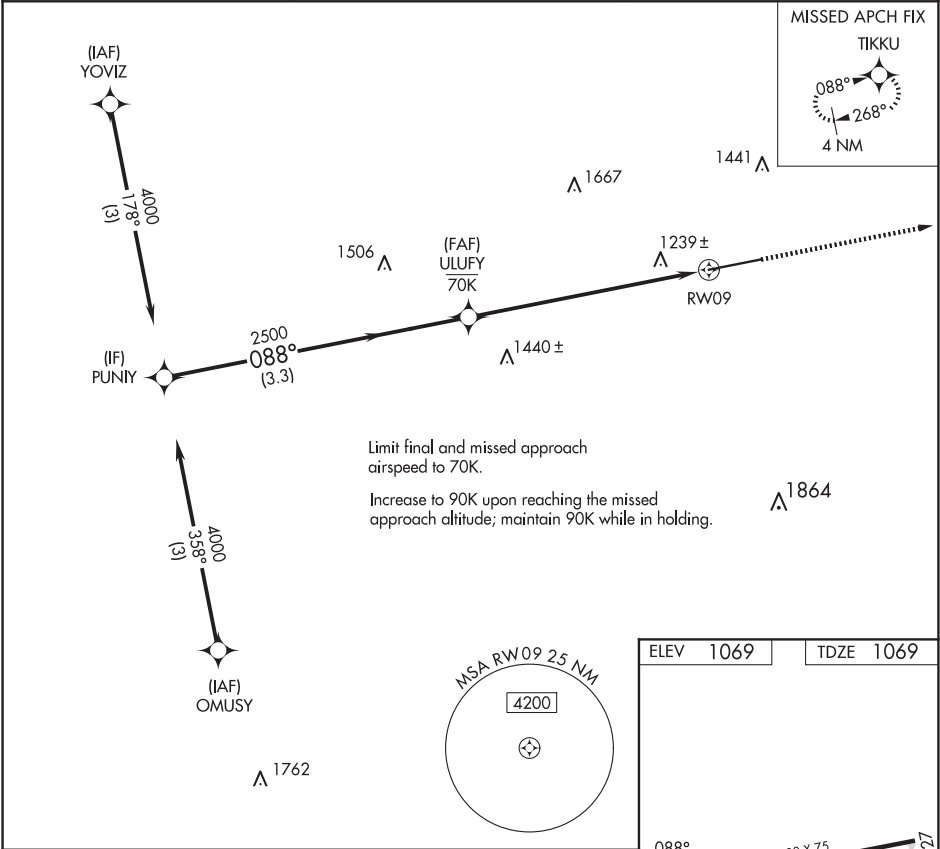 MISSED APCH FIX
TIKKU
088°
268°
4 NM
(IAF)
YOVIZ
4000
178°
(3)
1441
1667
1506
(FAF)
ULUFY
70K
1239 ±
RW09
2500
088°
(3.3)
1440 ±
(IF)
PUNIY
Limit final and missed approach
airspeed to 70K.
Increase to 90K upon reaching the missed
approach altitude; maintain 90K while in holding.
1864
4000
358°
(3)
(IAF)
OMUSY
MSA RW09 25 NM
4200
1762
ELEV 1069
TDZE 1069
088°
X 75
27